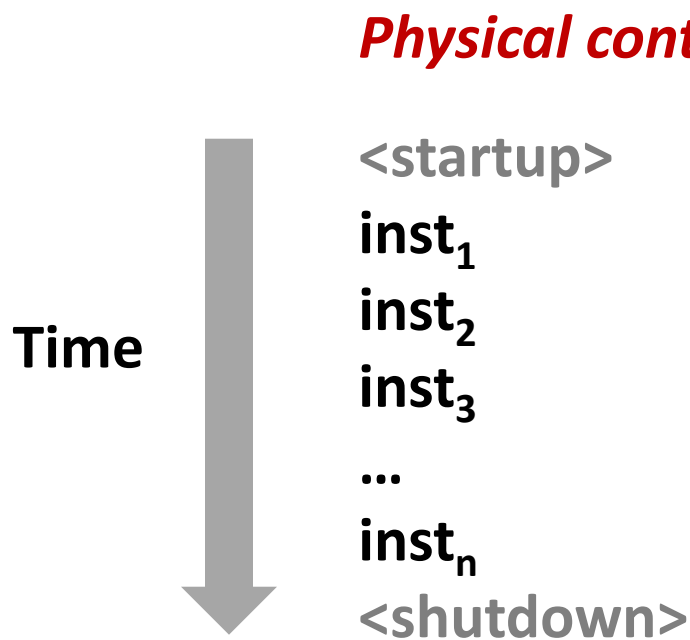 Physical cont
<startup>
inst₁
inst₂
Time
inst₃
...
instₙ
<shutdown>